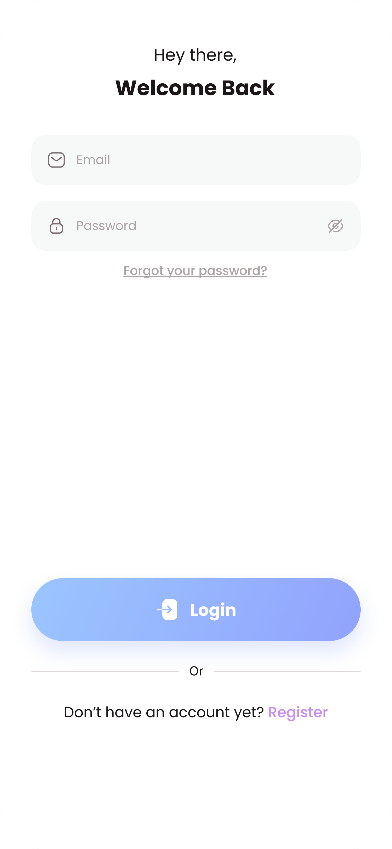 Hey there,
Welcome Back
Email
Password
Forgot your password?
Login
Or
Don’t have an account yet? Register